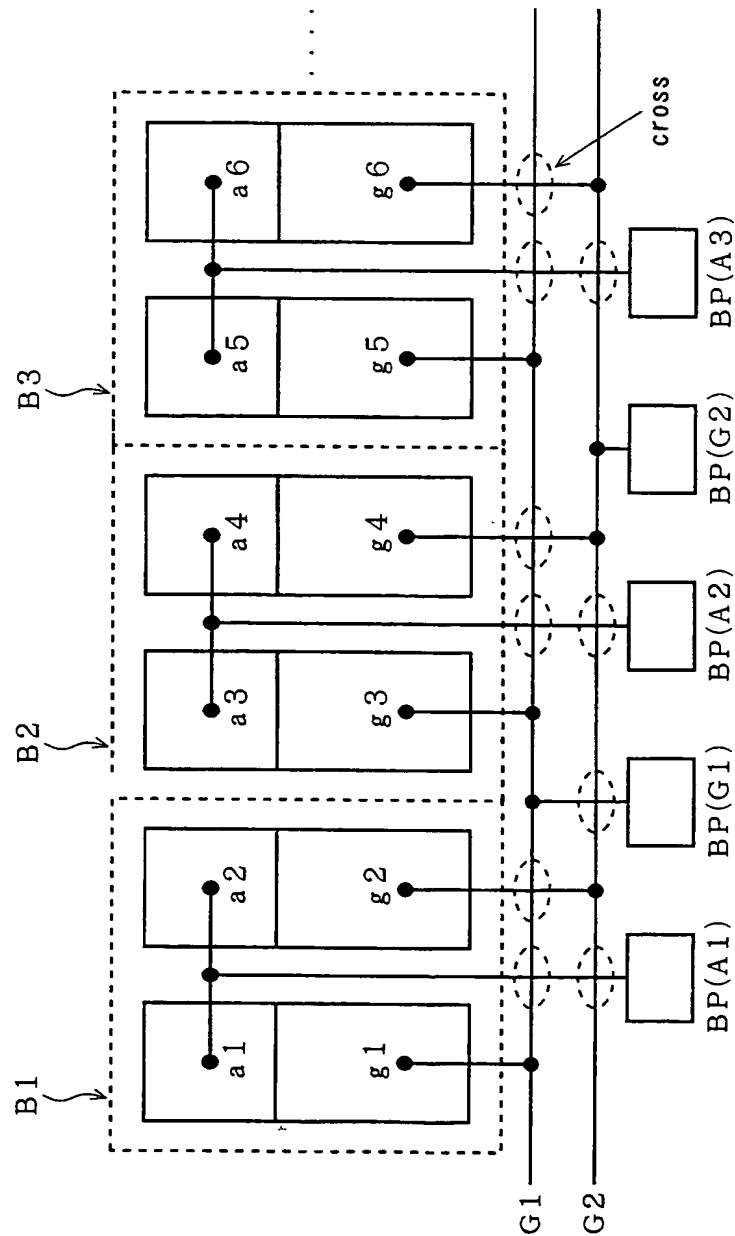 B1 B2 B3
a1 a2 a3 a4 a5 a6 ....
g1 g2 g3 g4 g5 g6
G1
G2
cross
BP(A1) BP(G1) BP(A2) BP(G2) BP(A3)